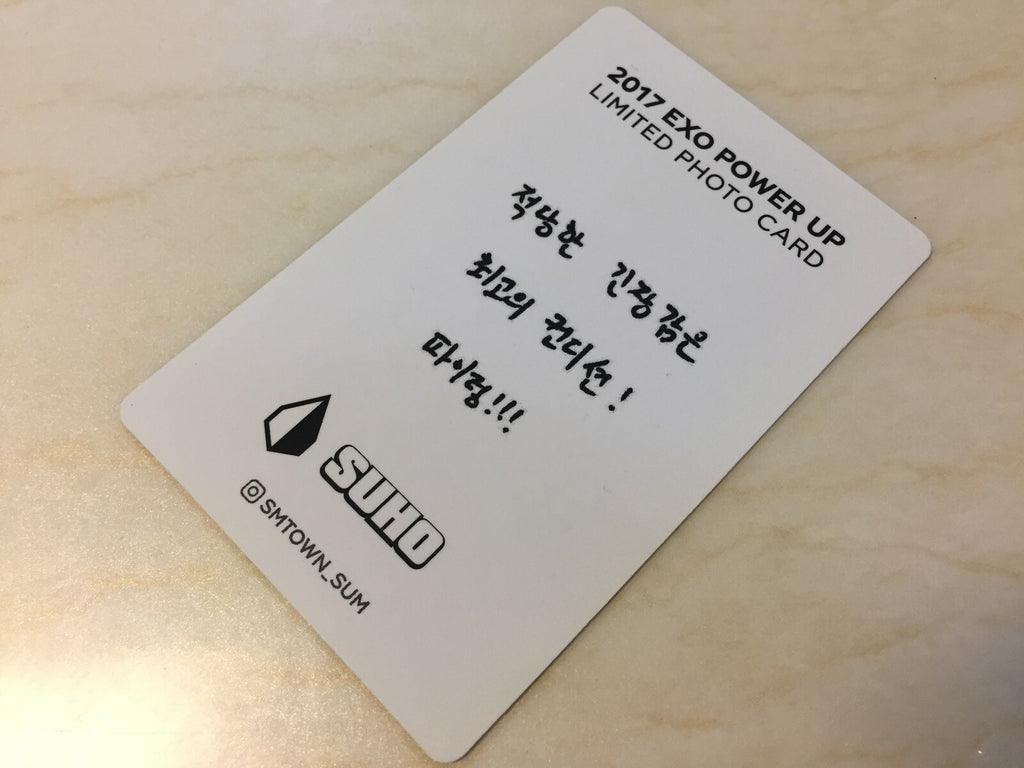 2017 EXO POWER UP
LIMITED PHOTO CARD
적당한 긴장감은
최고의 컨디션!
파이링!!!
SUHO
SMTOWN_SUM